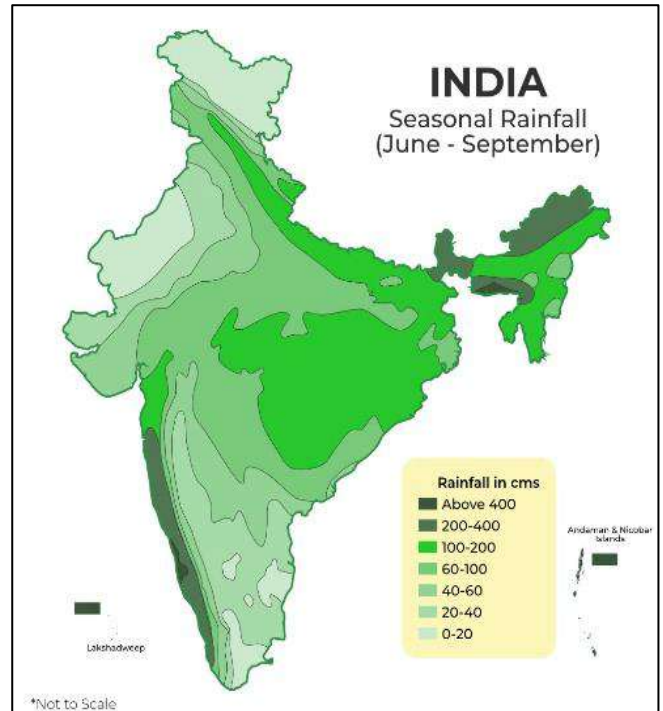 INDIA
Seasonal Rainfall
(June - September)
Rainfall in cms
Above 400
200-400
100-200
60-100
40-60
20-40
0-20
Andaman & Nicobar
Islands
Lakshadweep
*Not to Scale